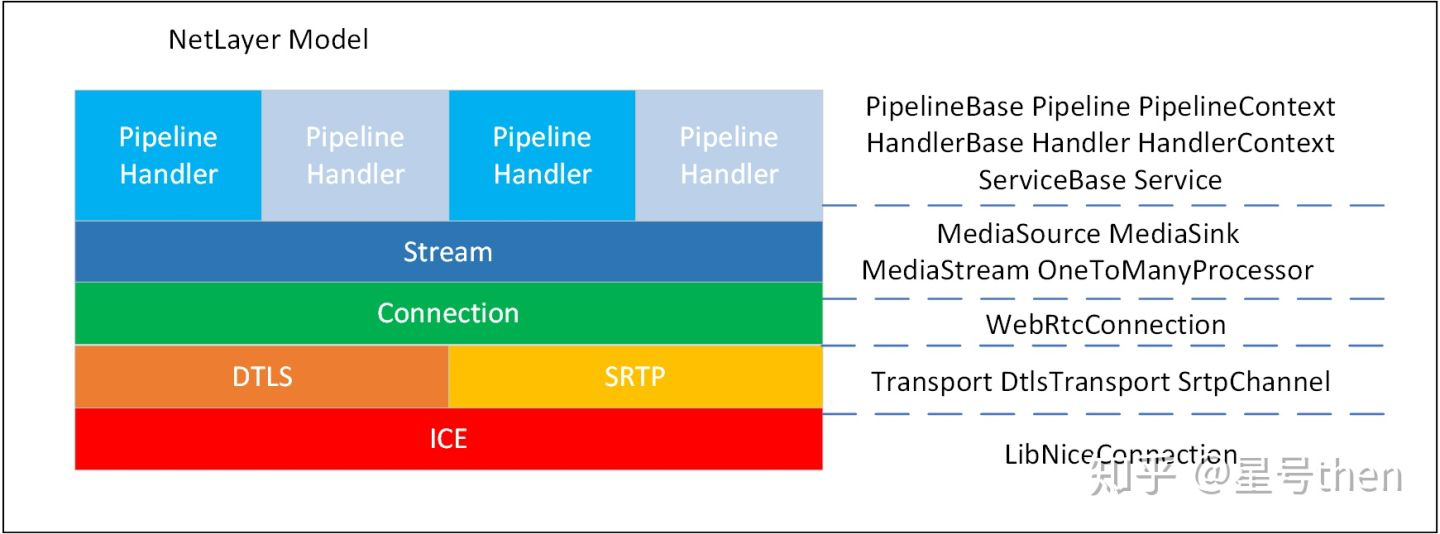 NetLayer Model
Pipeline
Handler
Pipeline
Handler
Pipeline
Handler
Pipeline
Handler
PipelineBase Pipeline PipelineContext
HandlerBase Handler HandlerContext
ServiceBase Service
Stream
MediaSource MediaSink
MediaStream OneToManyProcessor
Connection
WebRtcConnection
DTLS
SRTP
Transport DtlsTransport SrtpChannel
ICE
LibNiceConnection
知乎 @星号then